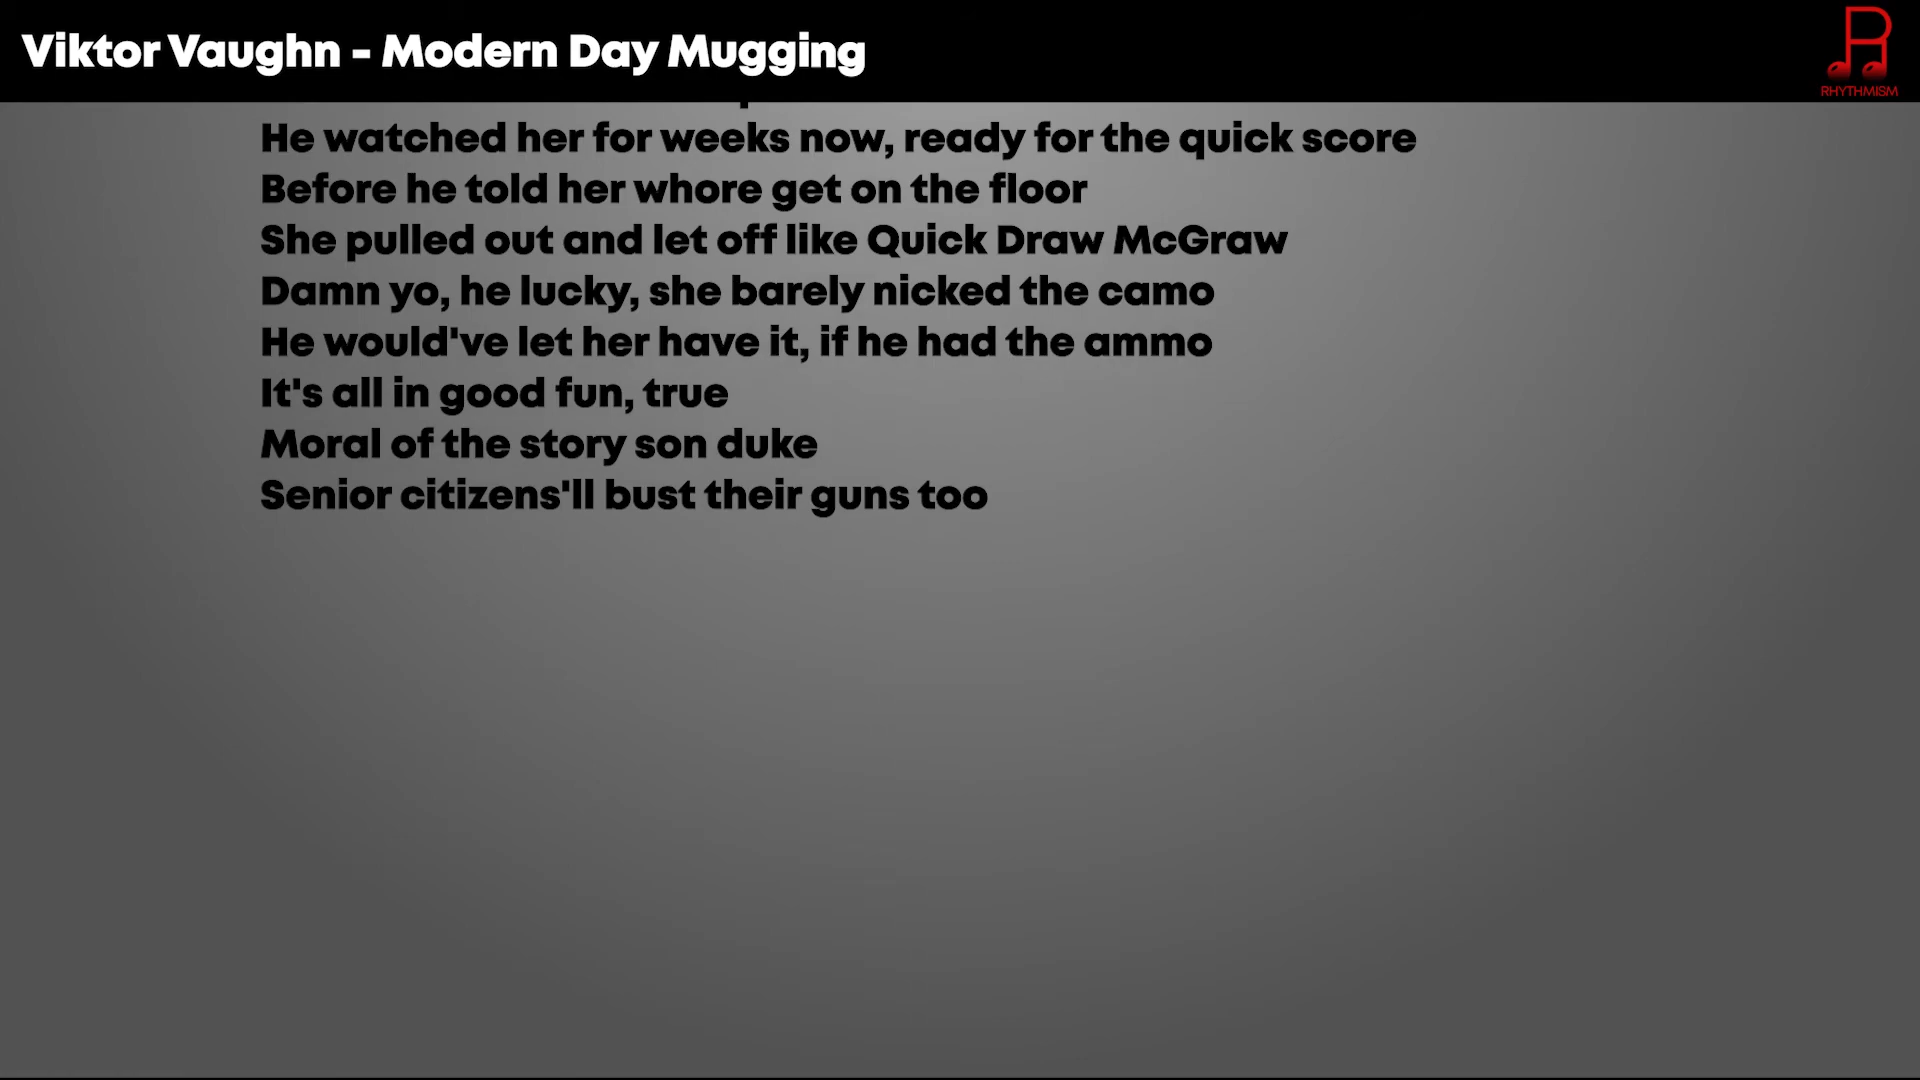 Viktor Vaughn - Modern Day Mugging
RHYTHMISM
He watched her for weeks now, ready for the quick score
Before he told her whore get on the floor
She pulled out and let off like Quick Draw McGraw
Damn yo, he lucky, she barely nicked the camo
He would've let her have it, if he had the ammo
It's all in good fun, true
Moral of the story son duke
Senior citizens'll bust their guns too